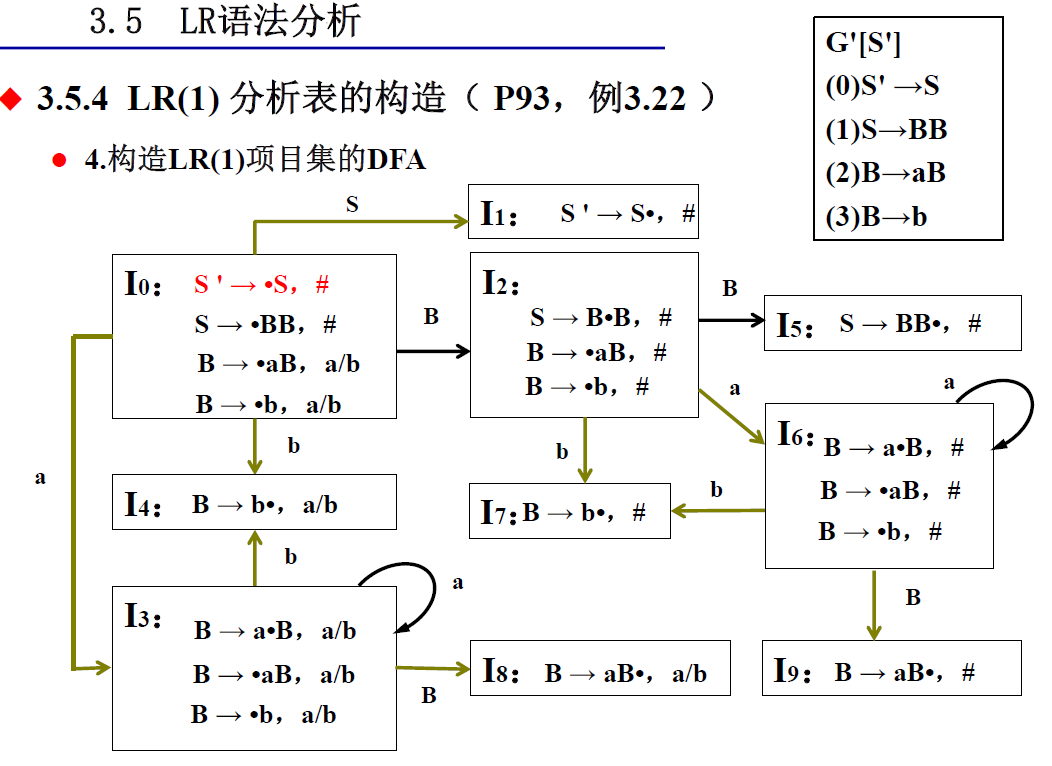 3.5 LR语法分析
G'[S']
(0)S' →S
(1)S→BB
(2)B→aB
(3)B→b
3.5.4 LR(1) 分析表的构造（ P93，例3.22 ）
4.构造LR(1)项目集的DFA
S
I1： S ' → S•，#
I0： S ' → •S，#
S → •BB，#
B → •aB，a/b
B → •b，a/b
B
I2：
S → B•B，#
B → •aB，#
B → •b，#
B
I5： S → BB•，#
a
a
I6： B → a•B，#
B → •aB，#
B → •b，#
b
b
b
a
I4： B → b•，a/b
I7：B → b•，#
b
a
B
I3： B → a•B，a/b
B → •aB，a/b
B → •b，a/b
B
I8： B → aB•，a/b
I9： B → aB•，#